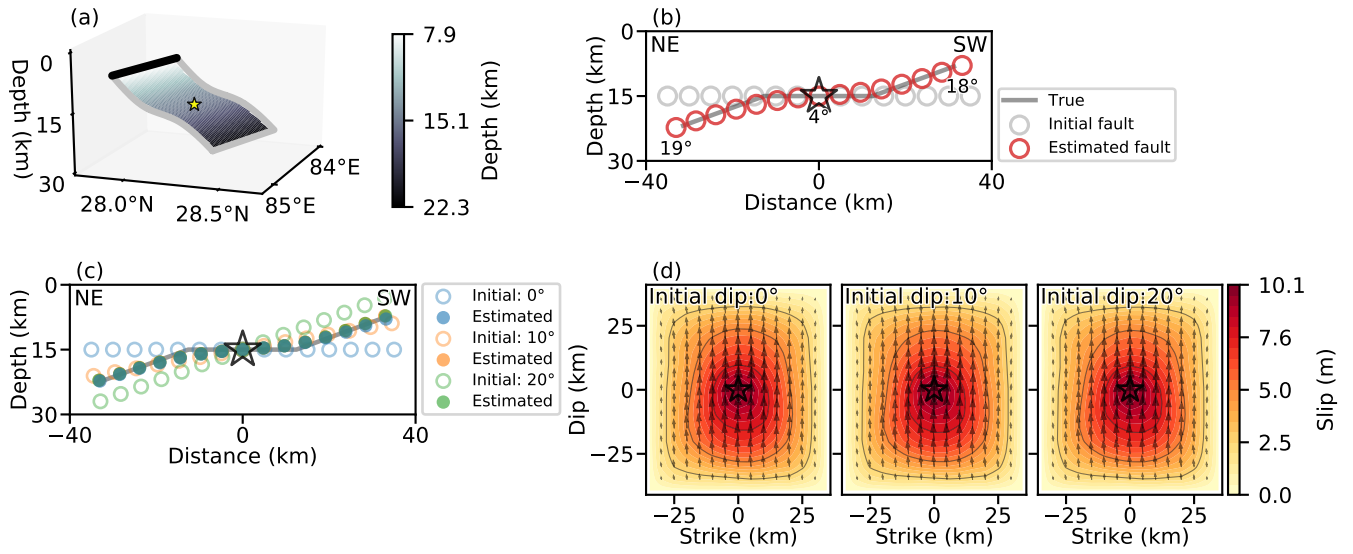 (a)
0
15
30
Depth (km)
28.0°N
28.5°N
85°E
84°E
7.9
15.1
22.3
Depth (km)
(b)
NE
SW
0
15
30
Depth (km)
19°
4°
18°
−40
0
40
Distance (km)
True
Initial fault
Estimated fault
(c)
NE
SW
0
15
30
Depth (km)
−40
0
40
Distance (km)
Initial: 0°
Estimated
Initial: 10°
Estimated
Initial: 20°
Estimated
(d)
Initial dip:0°
Initial dip:10°
Initial dip:20°
25
0
−25
Dip (km)
−25
0
25
Strike (km)
−25
0
25
Strike (km)
−25
0
25
Strike (km)
10.1
7.6
5.0
2.5
0.0
Slip (m)